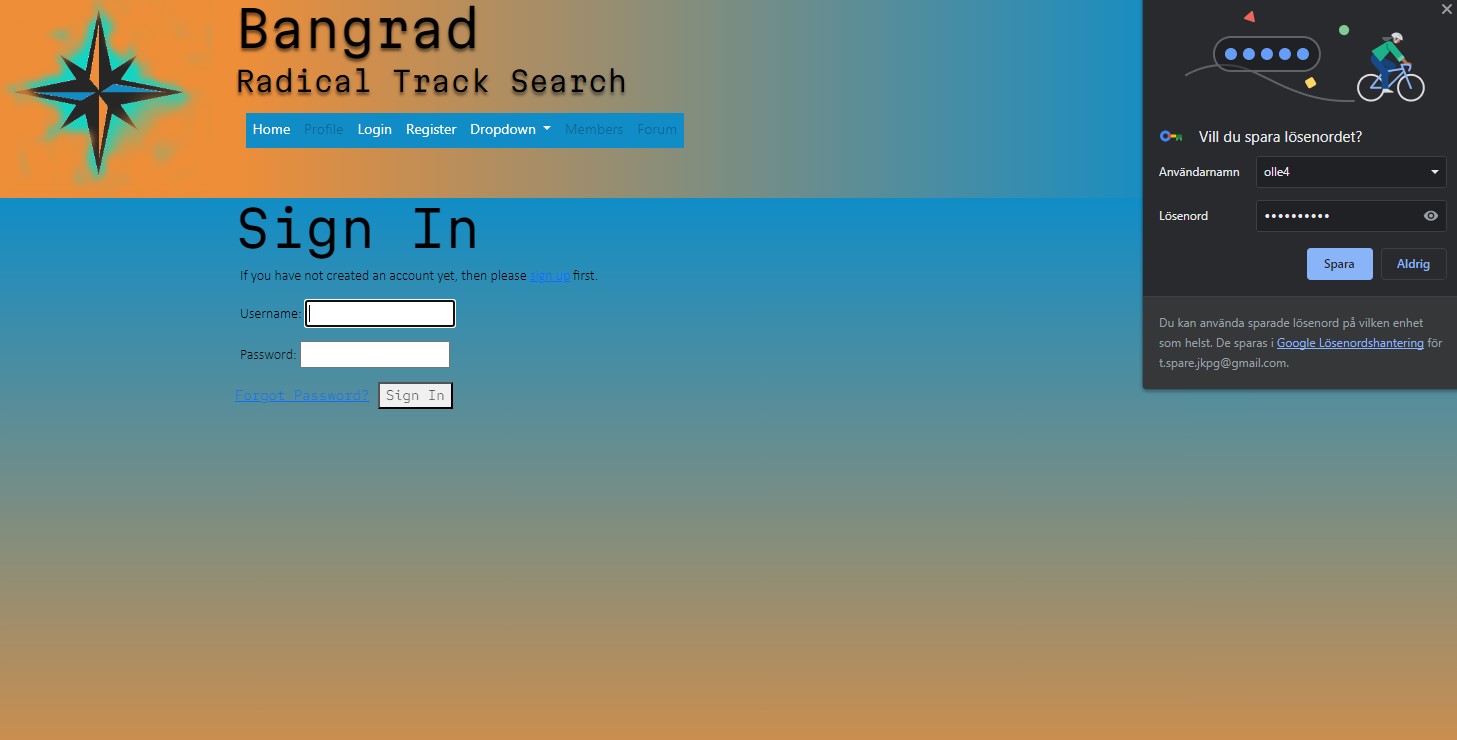 Bangrad
Radical Track Search
Home Profile Login Register Dropdown Members Forum
Sign In
If you have not created an account yet, then please sign up first.
Username:
Password:
Forgot Password? Sign In
Vill du spara lösenordet?
Användarnamn olle4
Lösenord ••••••••••
Spara Aldrig
Du kan använda sparade lösenord på vilken enhet
som helst. De sparas i Google Lösenordshantering för
t.spare.jkpg@gmail.com.